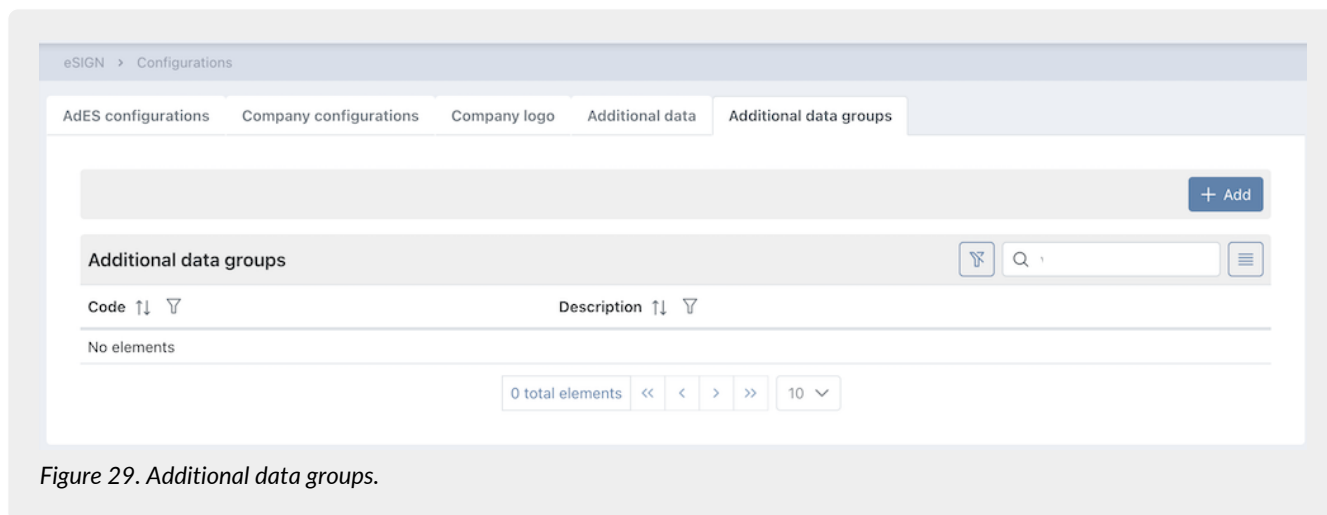 eSIGN > Configurations
AdES configurations Company configurations Company logo Additional data Additional data groups
+ Add
Additional data groups
Code Description
No elements
0 total elements << < > >> 10
Figure 29. Additional data groups.